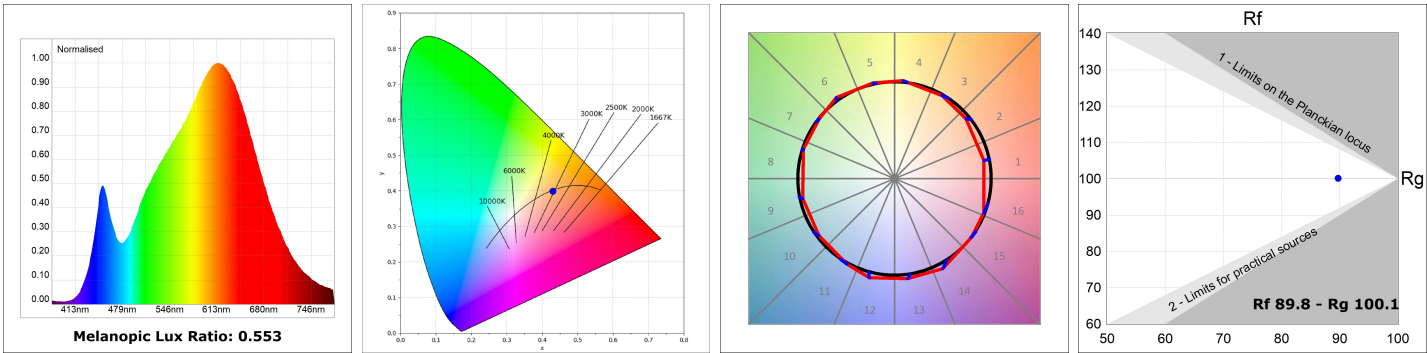 Normalised
1.00
0.90
0.80
0.70
0.60
0.50
0.40
0.30
0.20
0.10
0.00
413nm 479nm 546nm 613nm 680nm 746nm
Melanopic Lux Ratio: 0.553
0.9
0.8
0.7
0.6
0.5
0.4
0.3
0.2
0.1
0.0
y
0.0 0.1 0.2 0.3 0.4 0.5 0.6 0.7 0.8
x
10000K
6000K
4000K
3000K
2500K
2000K
1667K
1
2
3
4
5
6
7
8
9
10
11
12
13
14
15
16
Rf
140
130
120
110
100
90
80
70
60
50 60 70 80 90 100
Rg
1 - Limits on the Planckian locus
2 - Limits for practical sources
Rf 89.8 - Rg 100.1